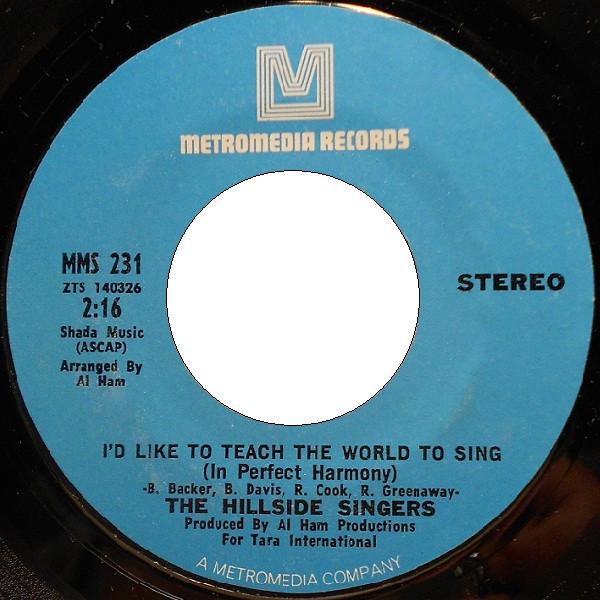 METROMEDIA RECORDS
MMS 231
ZTS 140326
2:16
Shada Music
(ASCAP)
Arranged By
Al Ham
STEREO
I'D LIKE TO TEACH THE WORLD TO SING
(In Perfect Harmony)
-B. Backer, B. Davis, R. Cook, R. Greenaway-
THE HILLSIDE SINGERS
Produced By Al Ham Productions
For Tara International
A METROMEDIA COMPANY